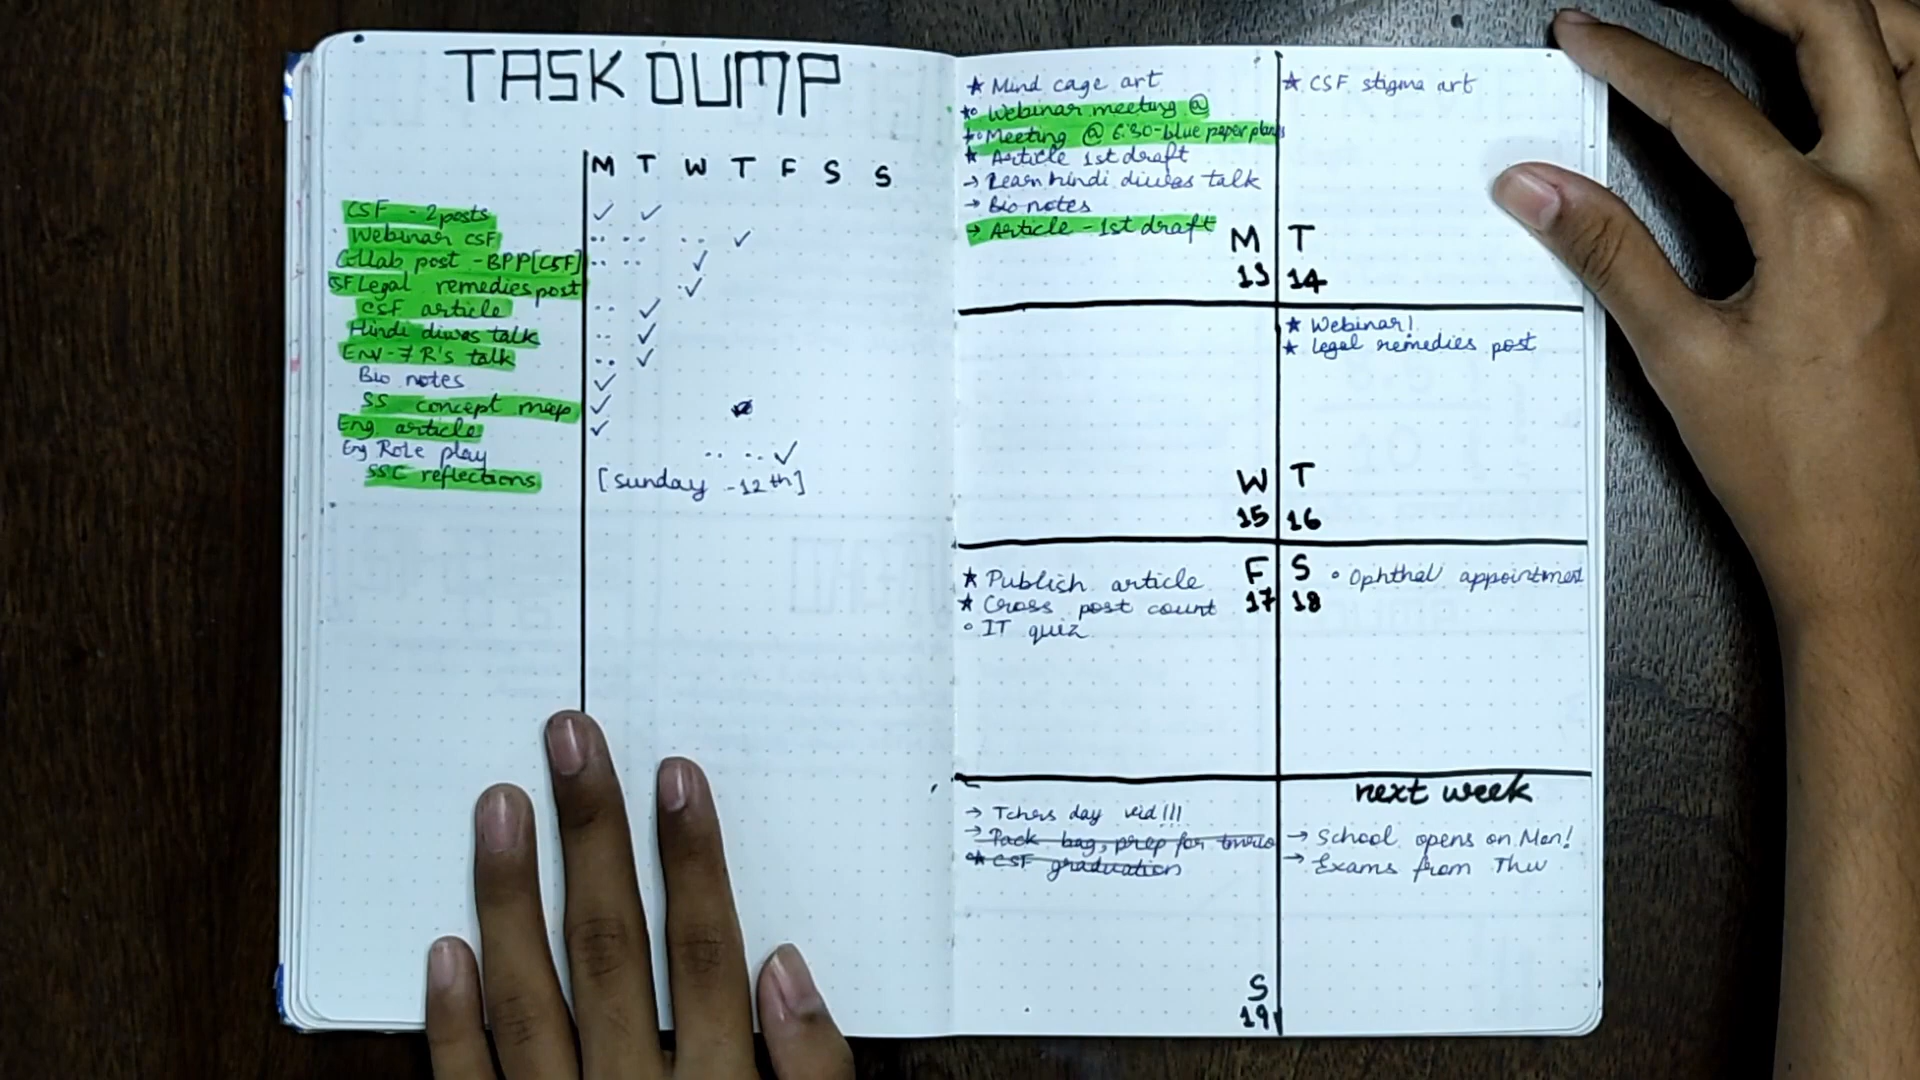 TASK DUMP
M T W T F S S
CSF - 2 posts
Webinar CSF
Collab post - BPP [CSF]
CSF Legal remedies post
CSF article
Hindi diwas talk
ENV - 7 R's talk
Bio notes
SS concept map
Eng. article
Eng Role play
SSC reflections [sunday - 12th]
★ Mind cage art
★∘ Webinar meeting @
★∘ Meeting @ 6:30 - blue paper planes
★ Article 1st draft
→ Learn hindi diwas talk
→ Bio notes
→ Article - 1st draft
M
13
★ CSF stigma art
T
14
W
15
★ Webinar!
★ legal remedies post
T
16
★ Publish article
★ Cross post count
∘ IT quiz
F
17
S
18
∘ Ophthal appointment
→ Tchrs day vid!!!
→ Pack bag, prep for tmrw
★ CSF graduation
S
19
next week
→ School opens on Mon!
→ Exams from Thu